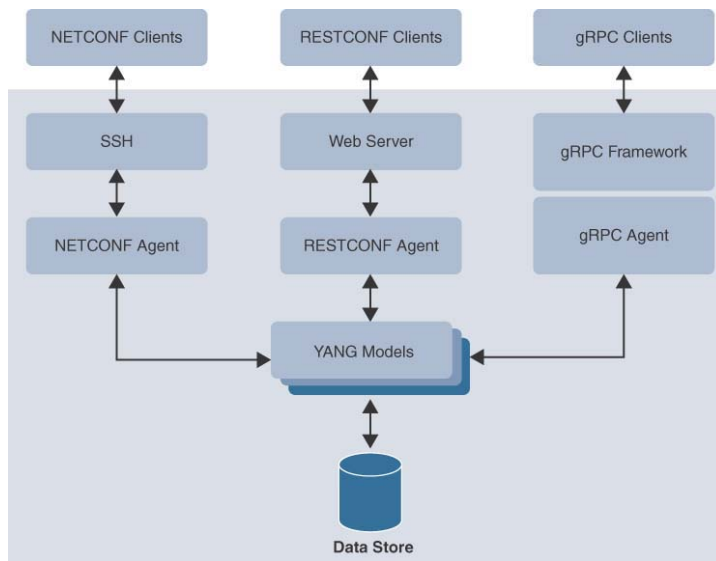 NETCONF Clients
RESTCONF Clients
gRPC Clients
SSH
Web Server
gRPC Framework
NETCONF Agent
RESTCONF Agent
gRPC Agent
YANG Models
Data Store